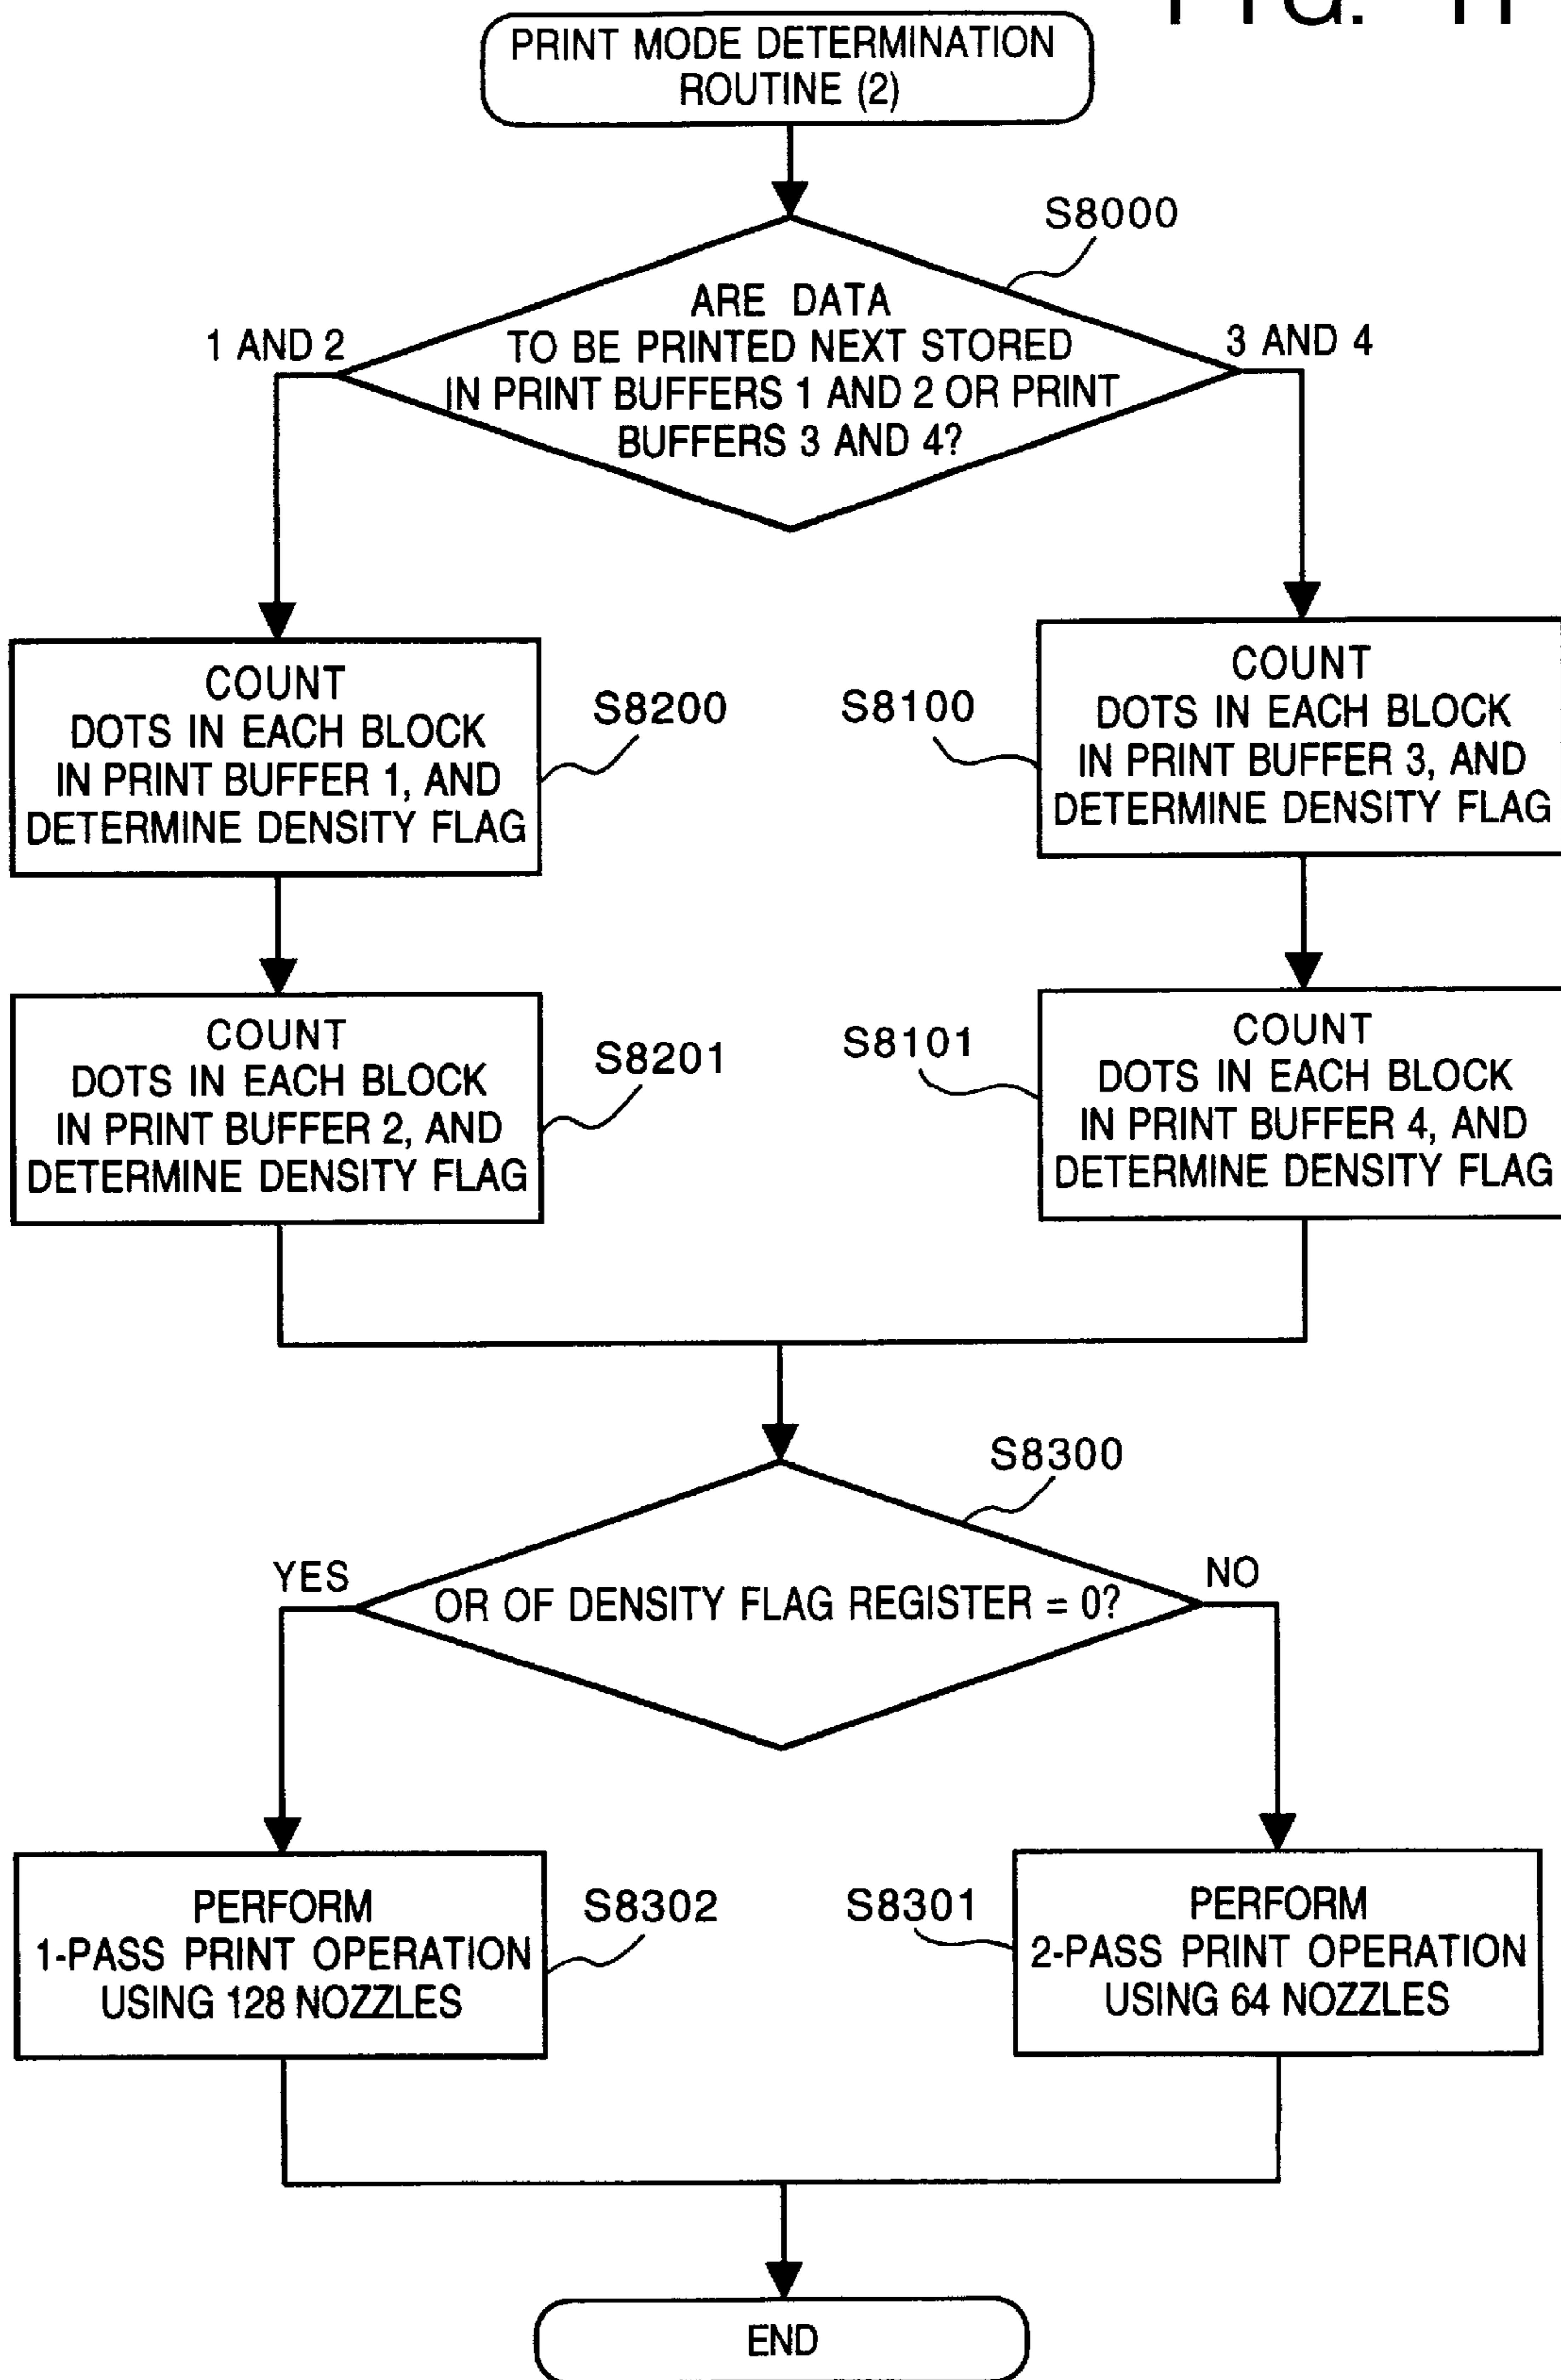 PRINT MODE DETERMINATION
ROUTINE (2)
S8000
ARE DATA
TO BE PRINTED NEXT STORED
IN PRINT BUFFERS 1 AND 2 OR PRINT
BUFFERS 3 AND 4?
1 AND 2
3 AND 4
COUNT
DOTS IN EACH BLOCK
IN PRINT BUFFER 1, AND
DETERMINE DENSITY FLAG
S8200
S8100
COUNT
DOTS IN EACH BLOCK
IN PRINT BUFFER 3, AND
DETERMINE DENSITY FLAG
COUNT
DOTS IN EACH BLOCK
IN PRINT BUFFER 2, AND
DETERMINE DENSITY FLAG
S8201
S8101
COUNT
DOTS IN EACH BLOCK
IN PRINT BUFFER 4, AND
DETERMINE DENSITY FLAG
S8300
YES
OR OF DENSITY FLAG REGISTER = 0?
NO
PERFORM
1-PASS PRINT OPERATION
USING 128 NOZZLES
S8302
S8301
PERFORM
2-PASS PRINT OPERATION
USING 64 NOZZLES
END